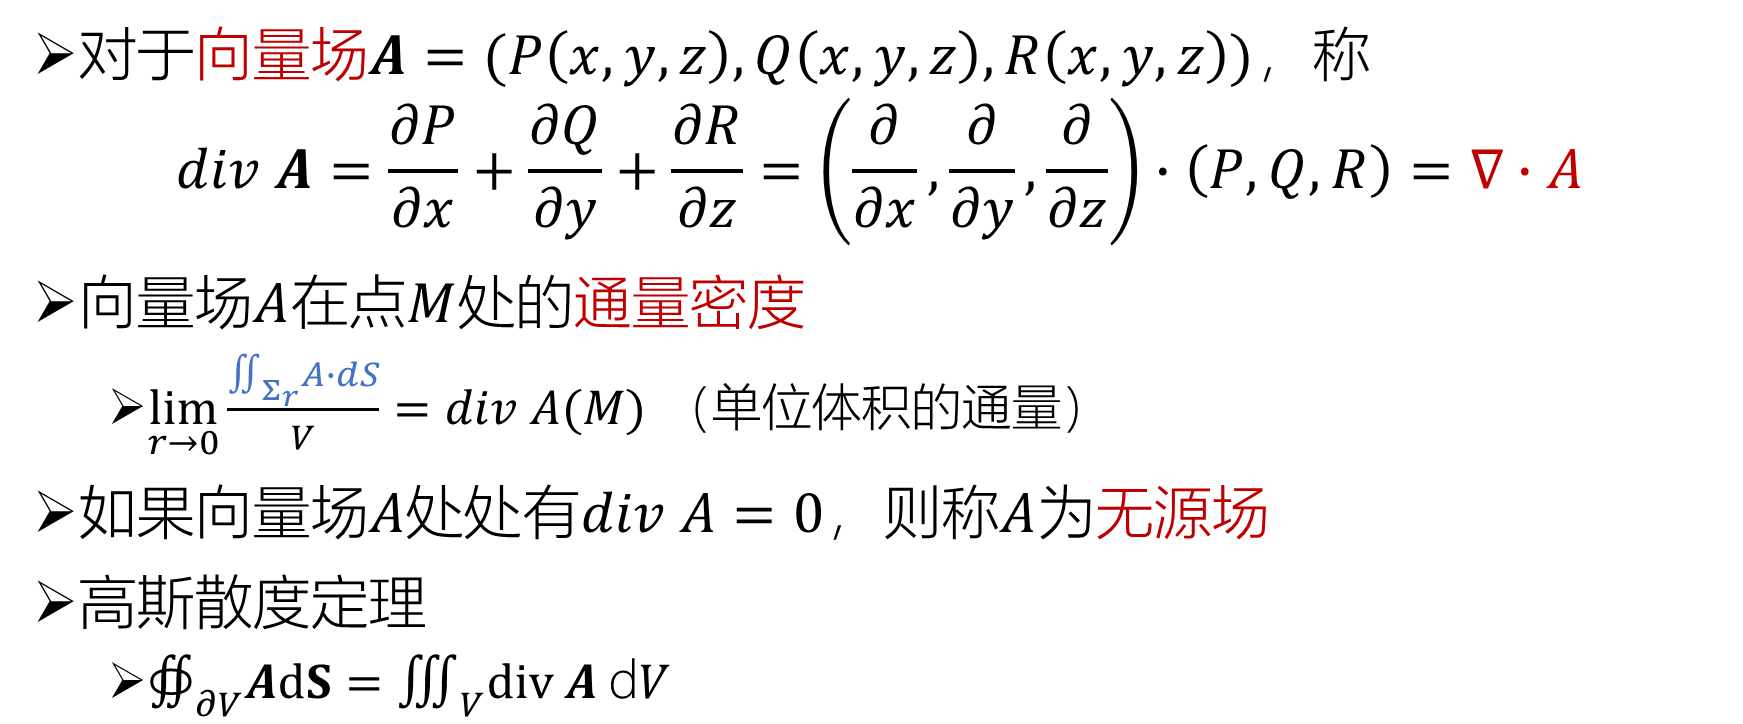 ➢对于向量场𝑨 = (𝑃(𝑥, 𝑦, 𝑧), 𝑄(𝑥, 𝑦, 𝑧), 𝑅(𝑥, 𝑦, 𝑧))，称
𝑑𝑖𝑣 𝑨 = ∂𝑃/∂𝑥 + ∂𝑄/∂𝑦 + ∂𝑅/∂𝑧 = (∂/∂𝑥, ∂/∂𝑦, ∂/∂𝑧) · (𝑃, 𝑄, 𝑅) = ∇ · 𝐴
➢向量场𝐴在点𝑀处的通量密度
➢lim_{𝑟→0} ∬_{Σ_𝑟} 𝐴·𝑑𝑆 / 𝑉 = 𝑑𝑖𝑣 𝐴(𝑀) （单位体积的通量）
➢如果向量场𝐴处处有𝑑𝑖𝑣 𝐴 = 0，则称𝐴为无源场
➢高斯散度定理
➢∯_{∂𝑉} 𝑨d𝐒 = ∭_𝑉 div 𝑨 d𝑉